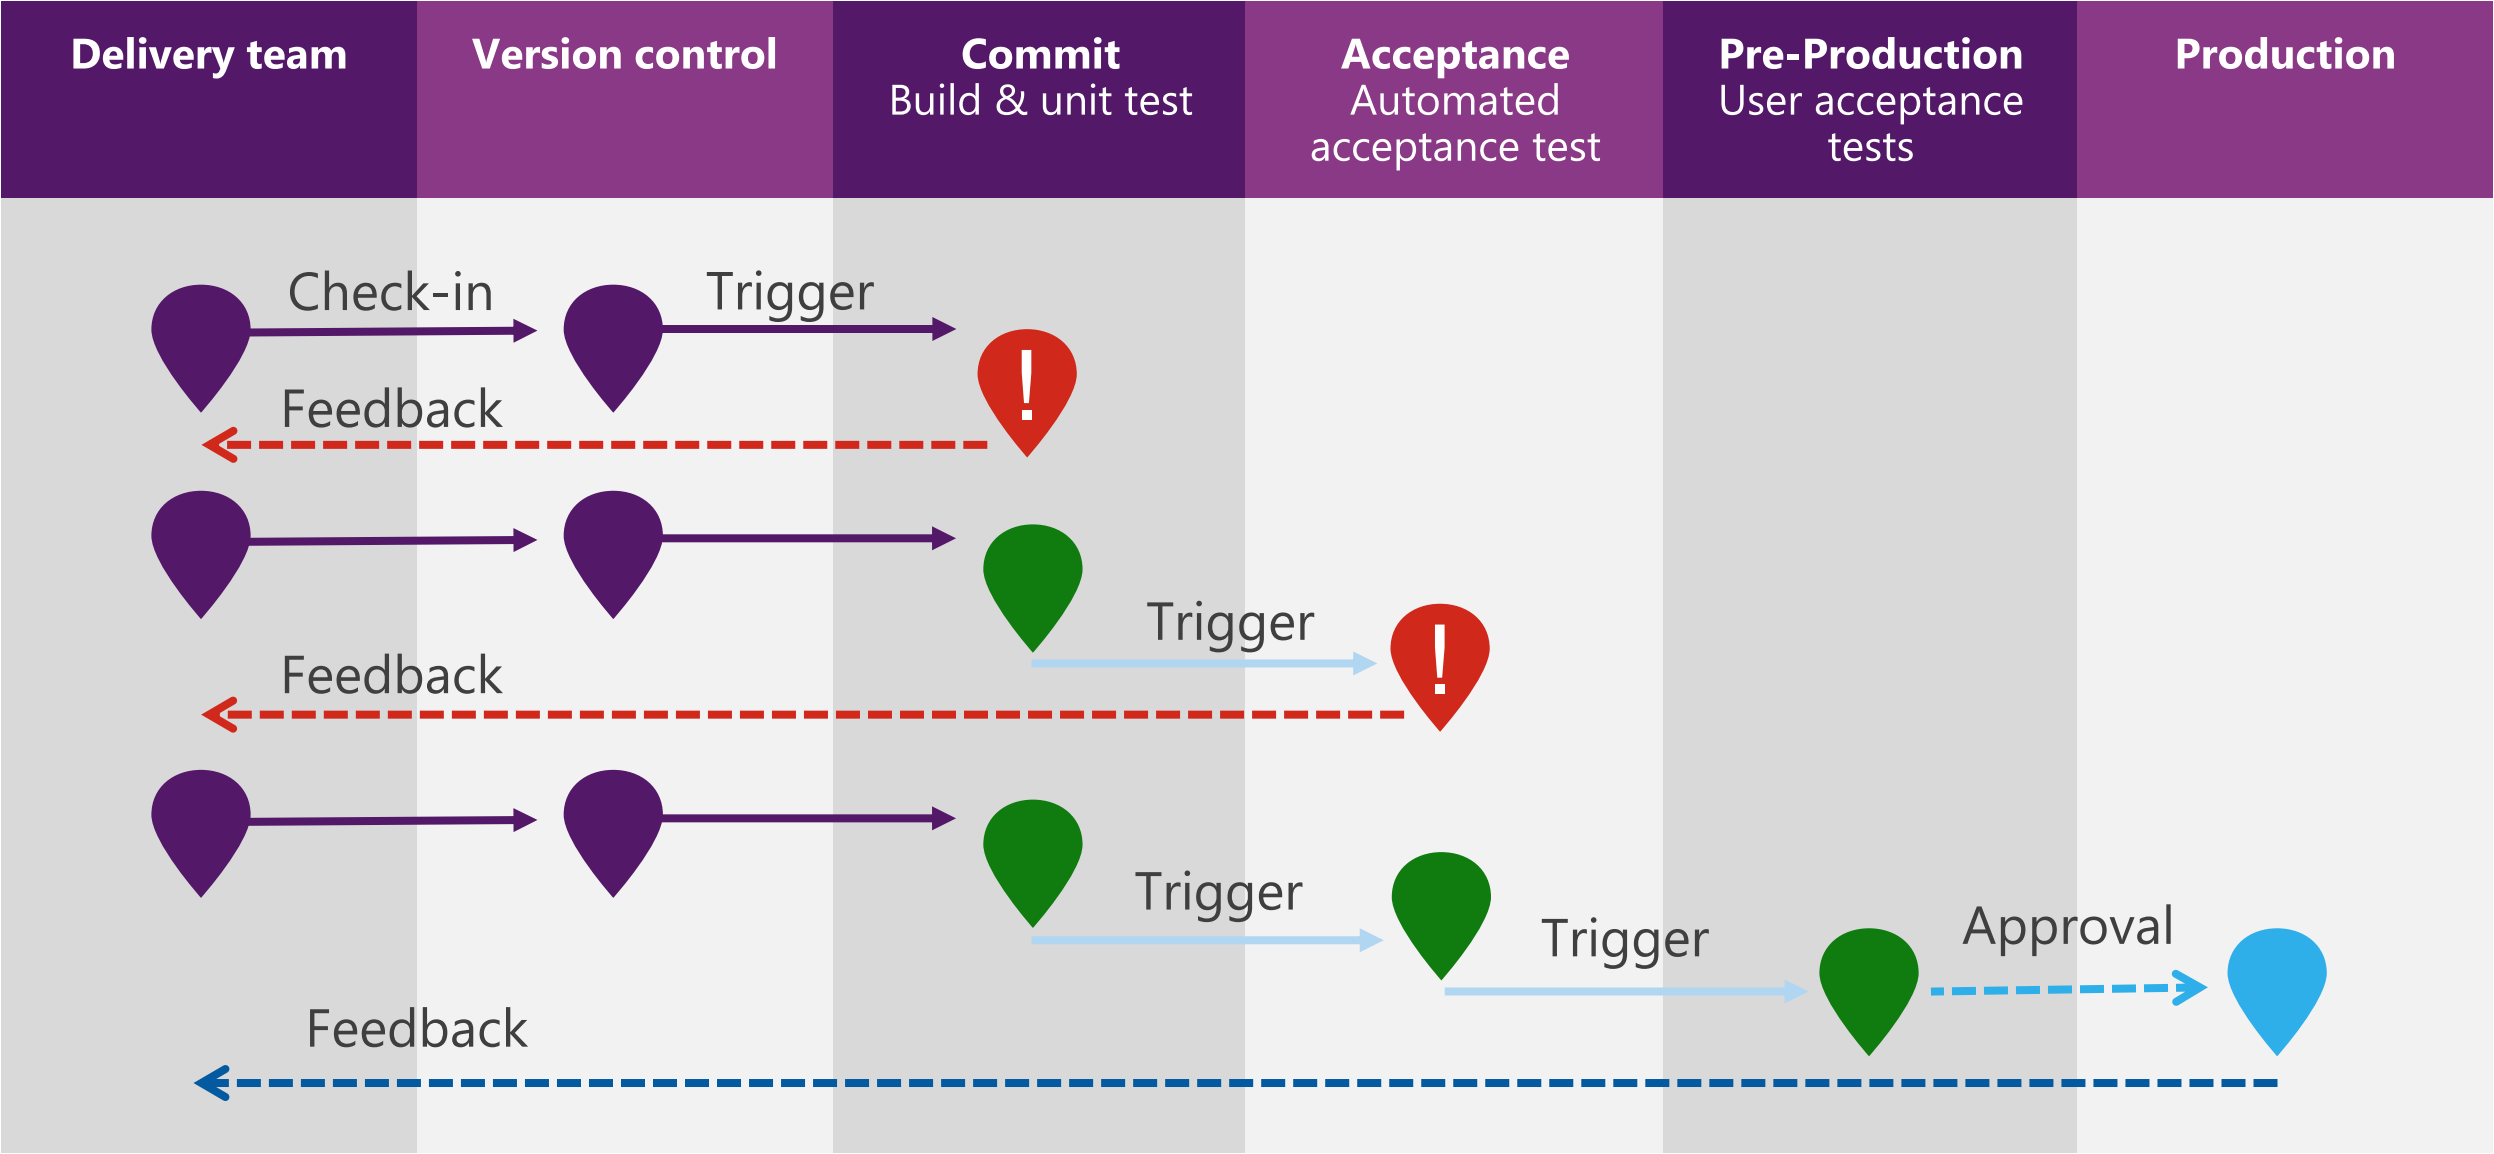 Delivery team
Version control
Commit
Build & unit test
Acceptance
Automated
acceptance test
Pre-Production
User acceptance
tests
Production
Check-in
Trigger
!
Feedback
Trigger
!
Feedback
Trigger
Trigger
Approval
Feedback